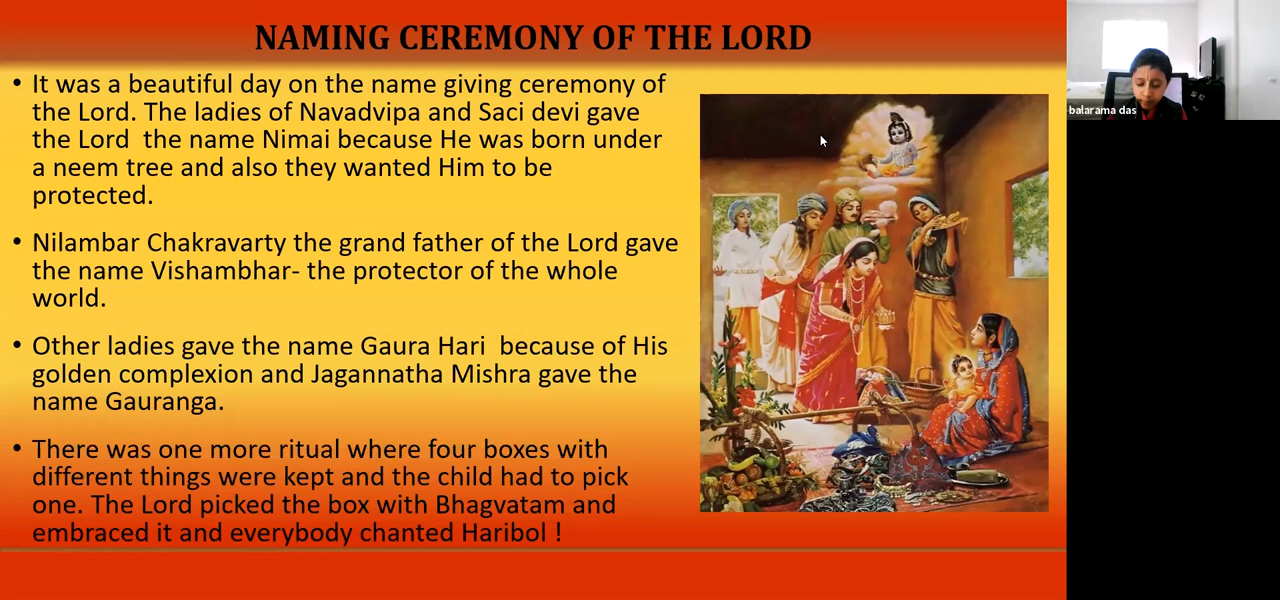 NAMING CEREMONY OF THE LORD
• It was a beautiful day on the name giving ceremony of
the Lord. The ladies of Navadvipa and Saci devi gave
the Lord  the name Nimai because He was born under
a neem tree and also they wanted Him to be
protected.
• Nilambar Chakravarty the grand father of the Lord gave
the name Vishambhar- the protector of the whole
world.
• Other ladies gave the name Gaura Hari  because of His
golden complexion and Jagannatha Mishra gave the
name Gauranga.
• There was one more ritual where four boxes with
different things were kept and the child had to pick
one. The Lord picked the box with Bhagvatam and
embraced it and everybody chanted Haribol !
balarama das